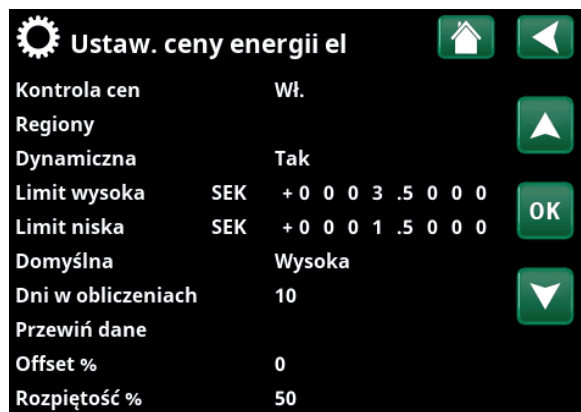 Ustaw. ceny energii el
Kontrola cen Wł.
Regiony
Dynamiczna Tak
Limit wysoka SEK +0 0 0 3 .5 0 0 0
OK
Limit niska SEK +0 0 0 1 .5 0 0 0
Domyślna Wysoka
Dni w obliczeniach 10
Przewiń dane
Offset % 0
Rozpiętość % 50